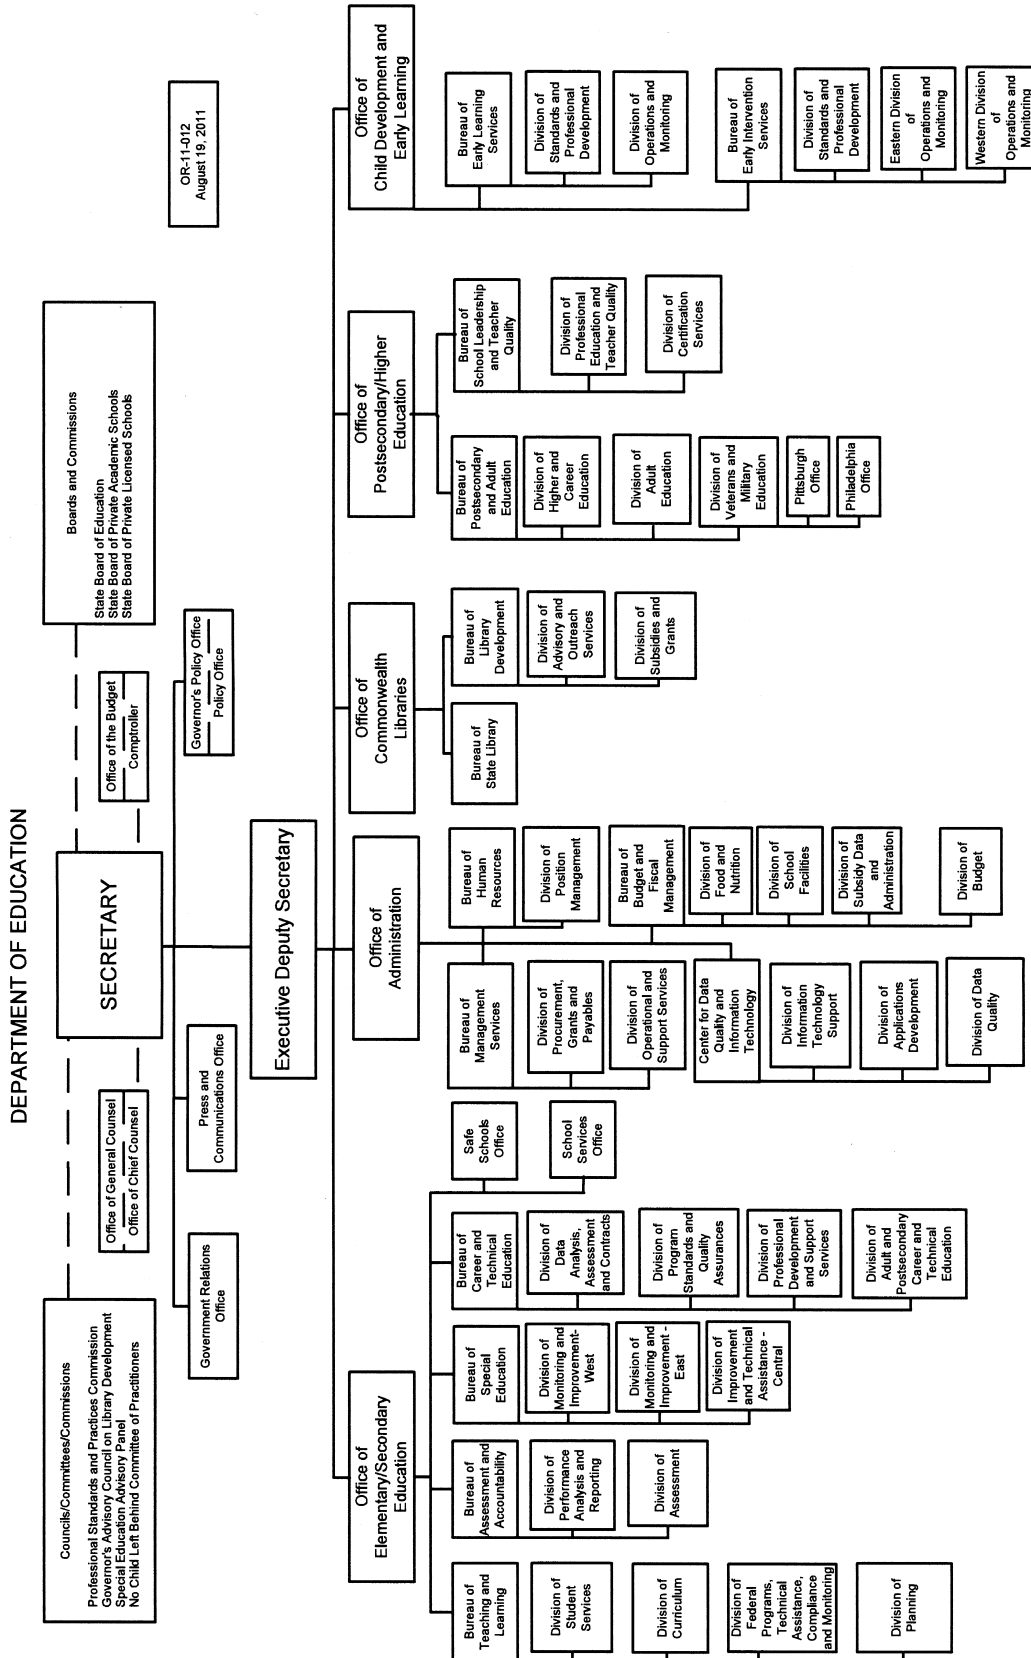 DEPARTMENT OF EDUCATION
OR-11-012
August 19, 2011
Councils/Committees/Commissions
Professional Standards and Practices Commission
Governor's Advisory Council on Library Development
Special Education Advisory Panel
No Child Left Behind Committee of Practitioners
SECRETARY
Boards and Commissions
State Board of Education
State Board of Private Academic Schools
State Board of Private Licensed Schools
Office of General Counsel
Office of Chief Counsel
Office of the Budget
Comptroller
Government Relations
Office
Press and
Communications Office
Governor's Policy Office
Policy Office
Executive Deputy Secretary
Office of
Elementary/Secondary
Education
Bureau of
Teaching and
Learning
Division of
Student
Services
Division of
Curriculum
Division of
Federal
Programs,
Technical
Assistance,
Compliance
and Monitoring
Division of
Planning
Bureau of
Assessment and
Accountability
Division of
Performance
Analysis and
Reporting
Division of
Assessment
Bureau of
Special
Education
Division of
Monitoring and
Improvement-
West
Division of
Monitoring and
Improvement -
East
Division of
Improvement
and Technical
Assistance -
Central
Bureau of
Career and
Technical
Education
Division of
Data
Analysis,
Assessment
and Contracts
Division of
Program
Standards and
Quality
Assurances
Division of
Professional
Development
and Support
Services
Division of
Adult and
Postsecondary
Career and
Technical
Education
Safe
Schools
Office
School
Services
Office
Office of
Administration
Bureau of
Management
Services
Division of
Procurement,
Grants and
Payables
Division of
Operational and
Support Services
Center for Data
Quality and
Information
Technology
Division of
Information
Technology
Support
Division of
Applications
Development
Division of Data
Quality
Bureau of
Human
Resources
Division of
Position
Management
Bureau of
Budget and
Fiscal
Management
Division of
Food and
Nutrition
Division of
School
Facilities
Division of
Subsidy Data
and
Administration
Division of
Budget
Office of
Commonwealth
Libraries
Bureau of
State Library
Bureau of
Library
Development
Division of
Advisory and
Outreach
Services
Division of
Subsidies and
Grants
Office of
Postsecondary/Higher
Education
Bureau of
Postsecondary
and Adult
Education
Division of
Higher and
Career
Education
Division of
Adult
Education
Division of
Veterans and
Military
Education
Pittsburgh
Office
Philadelphia
Office
Bureau of
School Leadership
and Teacher
Quality
Division of
Professional
Education and
Teacher Quality
Division of
Certification
Services
Office of
Child Development and
Early Learning
Bureau of
Early Learning
Services
Division of
Standards and
Professional
Development
Division of
Operations and
Monitoring
Bureau of
Early Intervention
Services
Division of
Standards and
Professional
Development
Eastern Division
of
Operations and
Monitoring
Western Division
of
Operations and
Monitoring